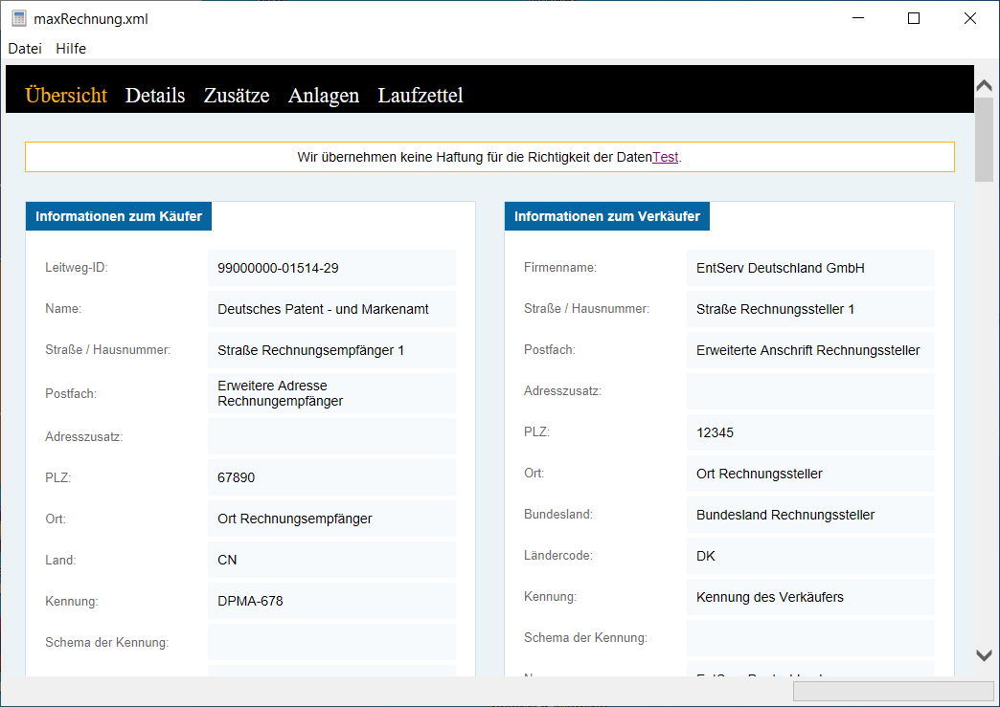 maxRechnung.xml
Datei Hilfe
Übersicht Details Zusätze Anlagen Laufzettel
Wir übernehmen keine Haftung für die Richtigkeit der DatenTest.
Informationen zum Käufer
Leitweg-ID: 99000000-01514-29
Name: Deutsches Patent - und Markenamt
Straße / Hausnummer: Straße Rechnungsempfänger 1
Postfach: Erweitere Adresse
Rechnungempfänger
Adresszusatz:
PLZ: 67890
Ort: Ort Rechnungsempfänger
Land: CN
Kennung: DPMA-678
Schema der Kennung:
Informationen zum Verkäufer
Firmenname: EntServ Deutschland GmbH
Straße / Hausnummer: Straße Rechnungssteller 1
Postfach: Erweiterte Anschrift Rechnungssteller
Adresszusatz:
PLZ: 12345
Ort: Ort Rechnungssteller
Bundesland: Bundesland Rechnungssteller
Ländercode: DK
Kennung: Kennung des Verkäufers
Schema der Kennung: